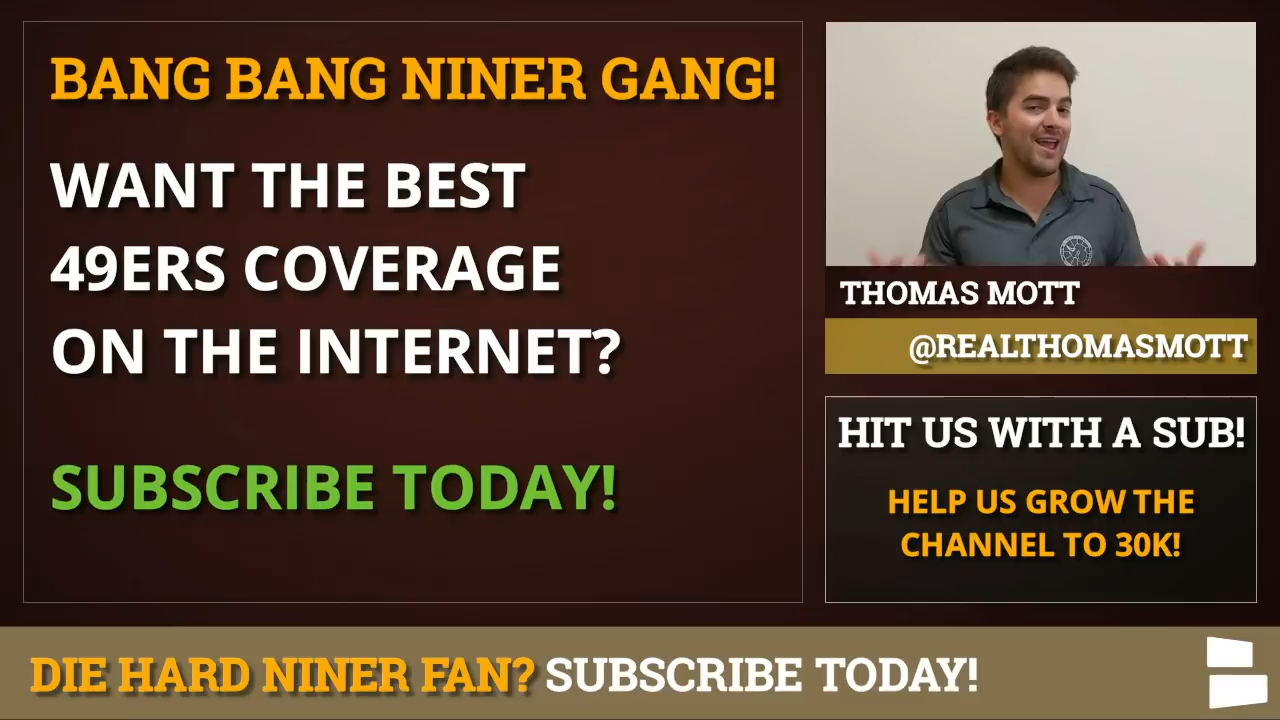 BANG BANG NINER GANG!
WANT THE BEST
49ERS COVERAGE
ON THE INTERNET?
SUBSCRIBE TODAY!
THOMAS MOTT
@REALTHOMASMOTT
HIT US WITH A SUB!
HELP US GROW THE
CHANNEL TO 30K!
DIE HARD NINER FAN? SUBSCRIBE TODAY!